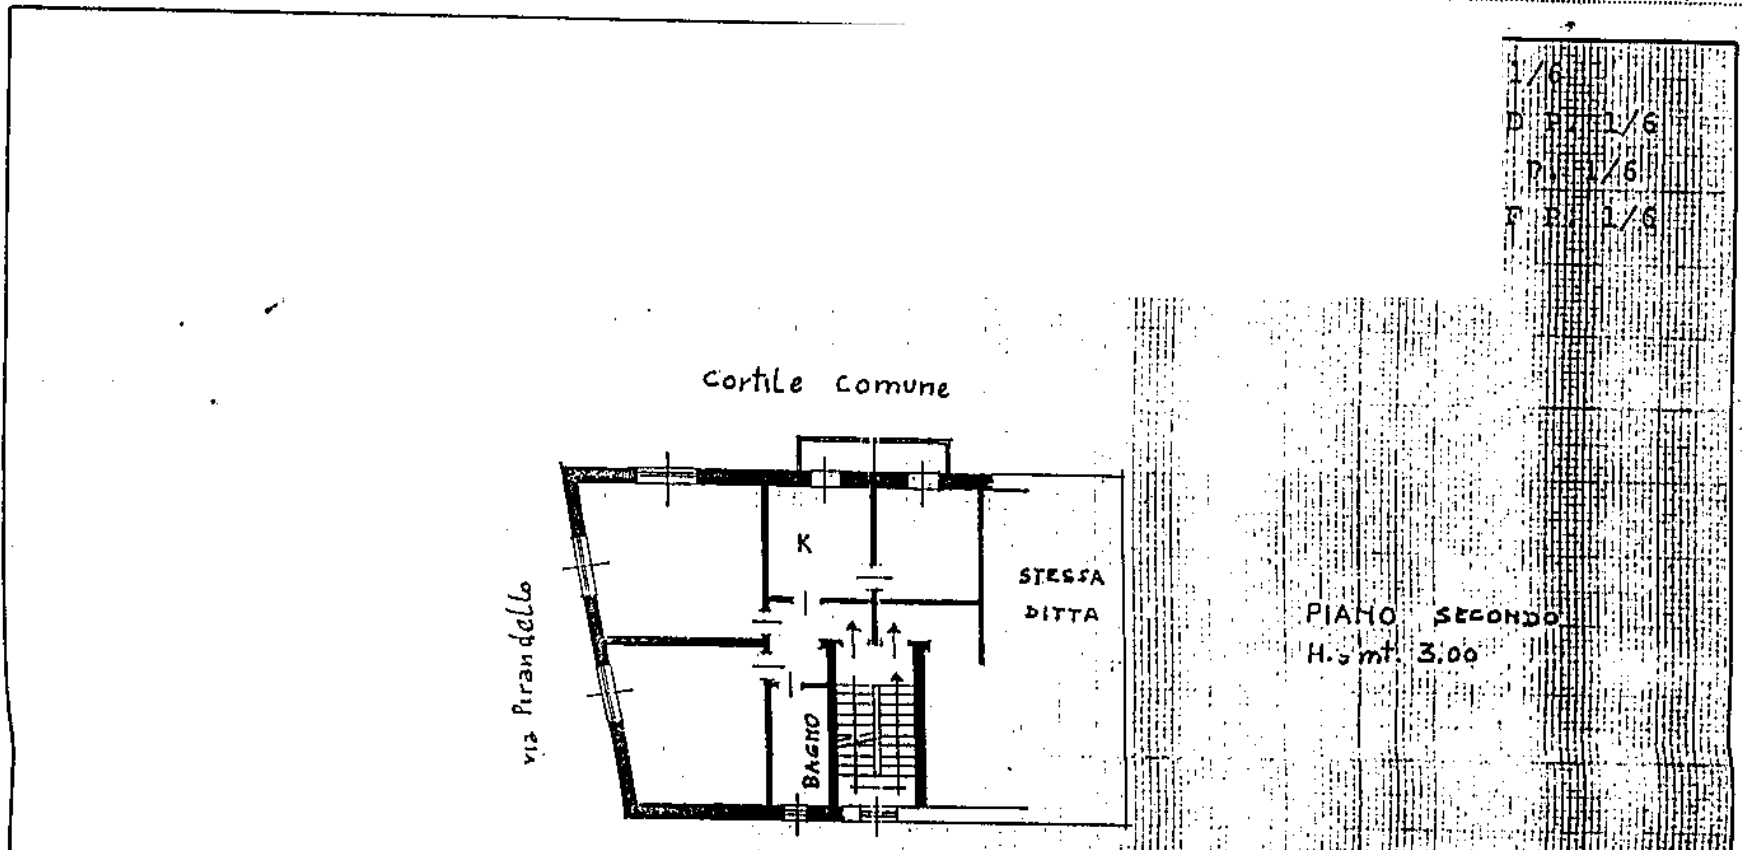 1/6
D P. 1/6
P. 1/6
F P. 1/6
Cortile comune
K
STESSA
DITTA
via Pirandello
BAGNO
PIANO SECONDO
H. mt. 3.00